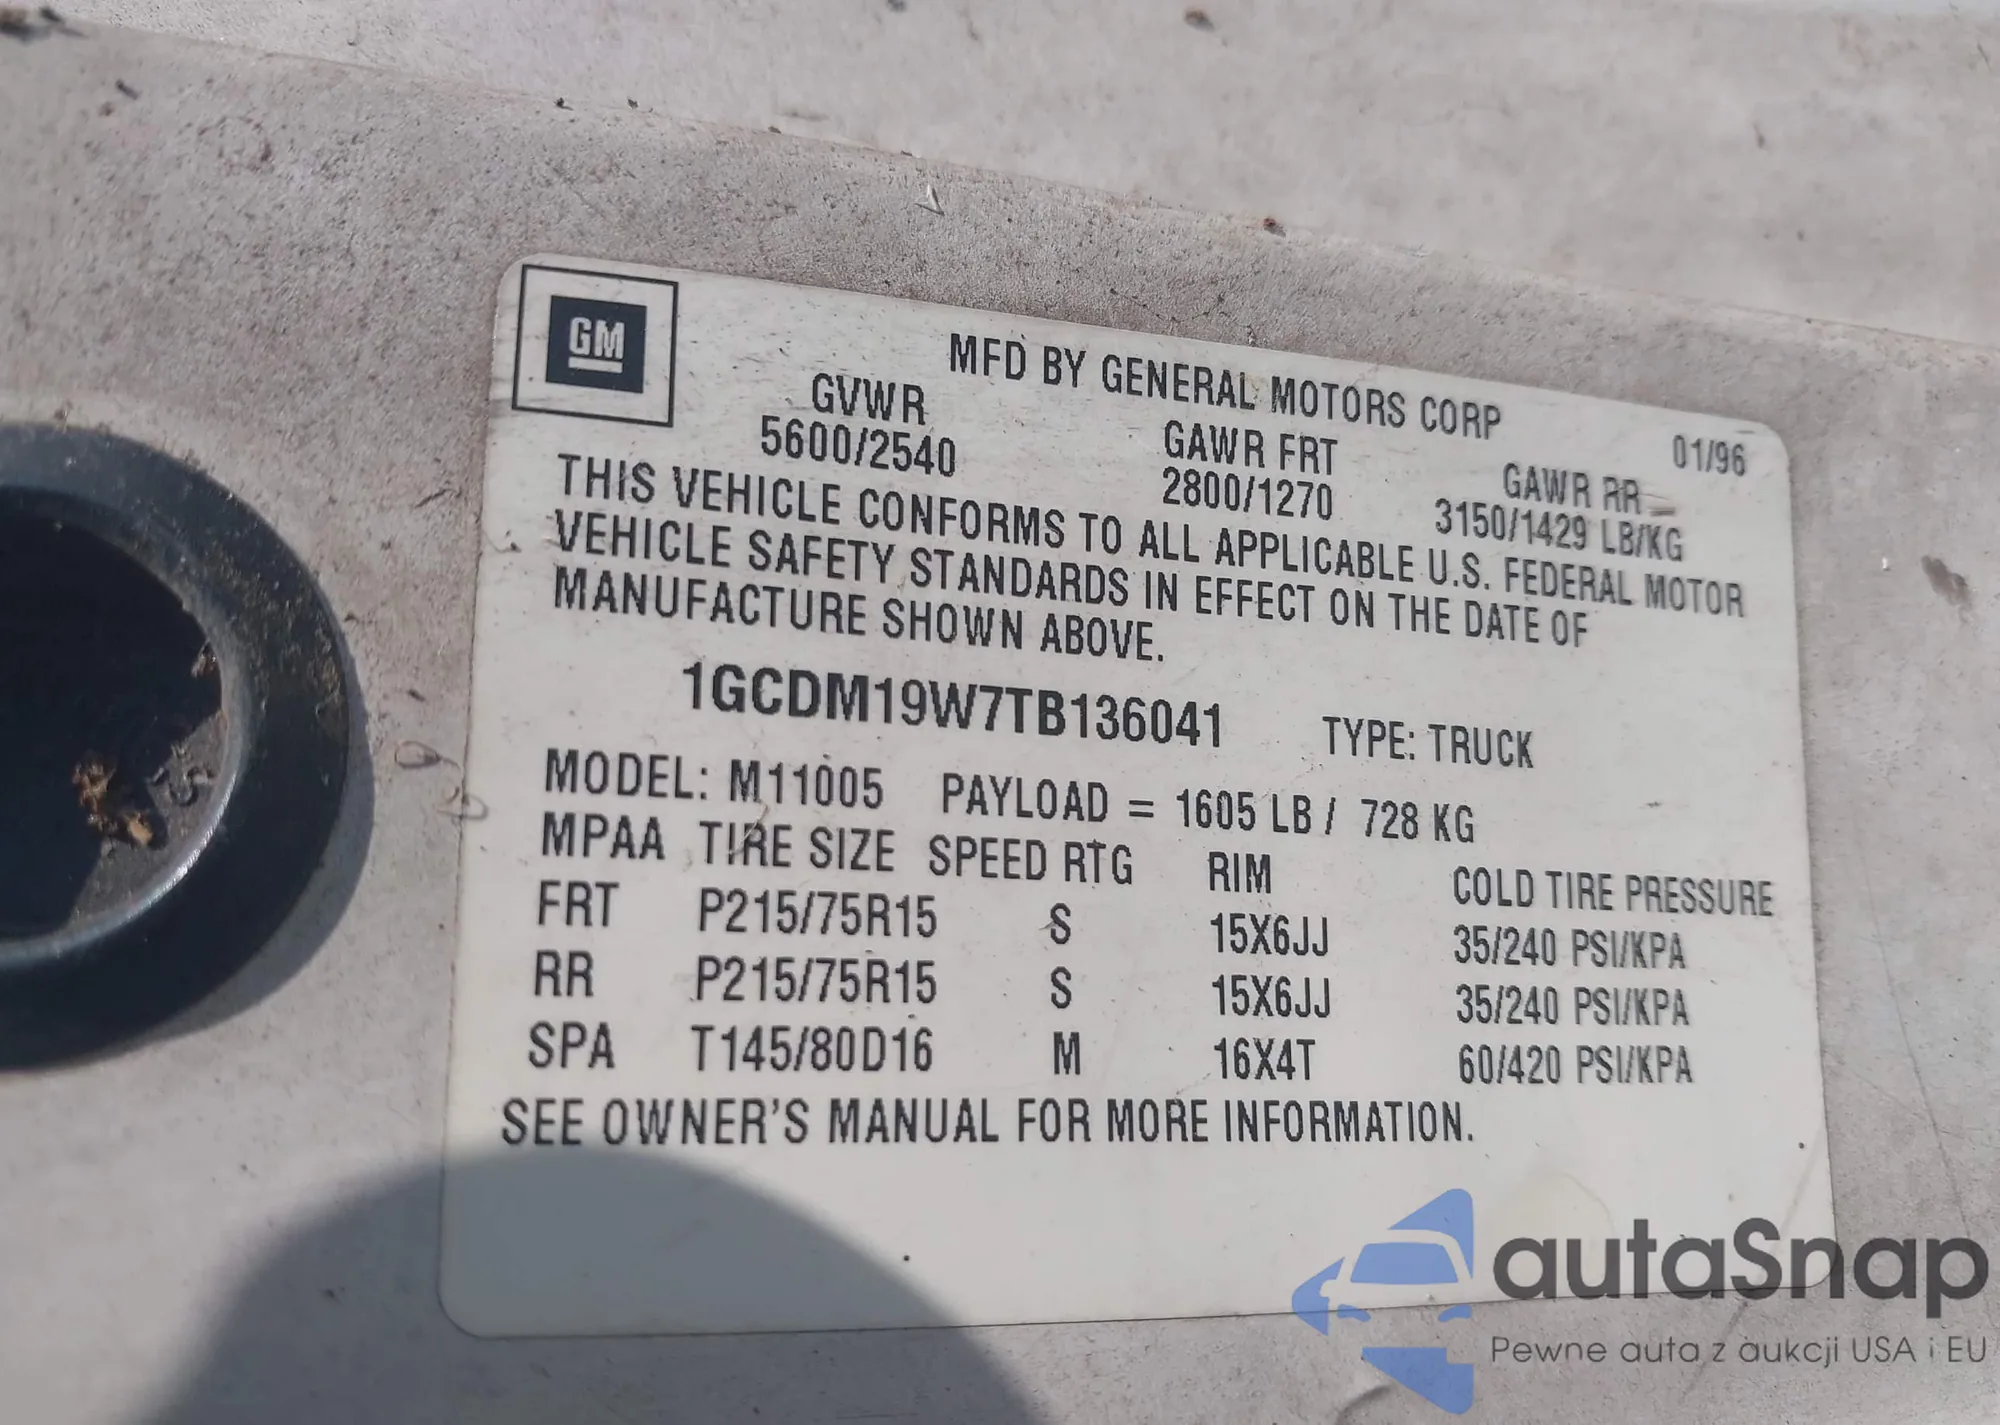 GM
MFD BY GENERAL MOTORS CORP
01/96
GVWR GAWR FRT GAWR RR
5600/2540 2800/1270 3150/1429 LB/KG
THIS VEHICLE CONFORMS TO ALL APPLICABLE U.S. FEDERAL MOTOR
VEHICLE SAFETY STANDARDS IN EFFECT ON THE DATE OF
MANUFACTURE SHOWN ABOVE.
1GCDM19W7TB136041 TYPE: TRUCK
MODEL: M11005 PAYLOAD = 1605 LB / 728 KG
MPAA TIRE SIZE SPEED RTG RIM COLD TIRE PRESSURE
FRT P215/75R15 S 15X6JJ 35/240 PSI/KPA
RR P215/75R15 S 15X6JJ 35/240 PSI/KPA
SPA T145/80D16 M 16X4T 60/420 PSI/KPA
SEE OWNER'S MANUAL FOR MORE INFORMATION.
autaSnap
Pewne auta z aukcji USA i EU